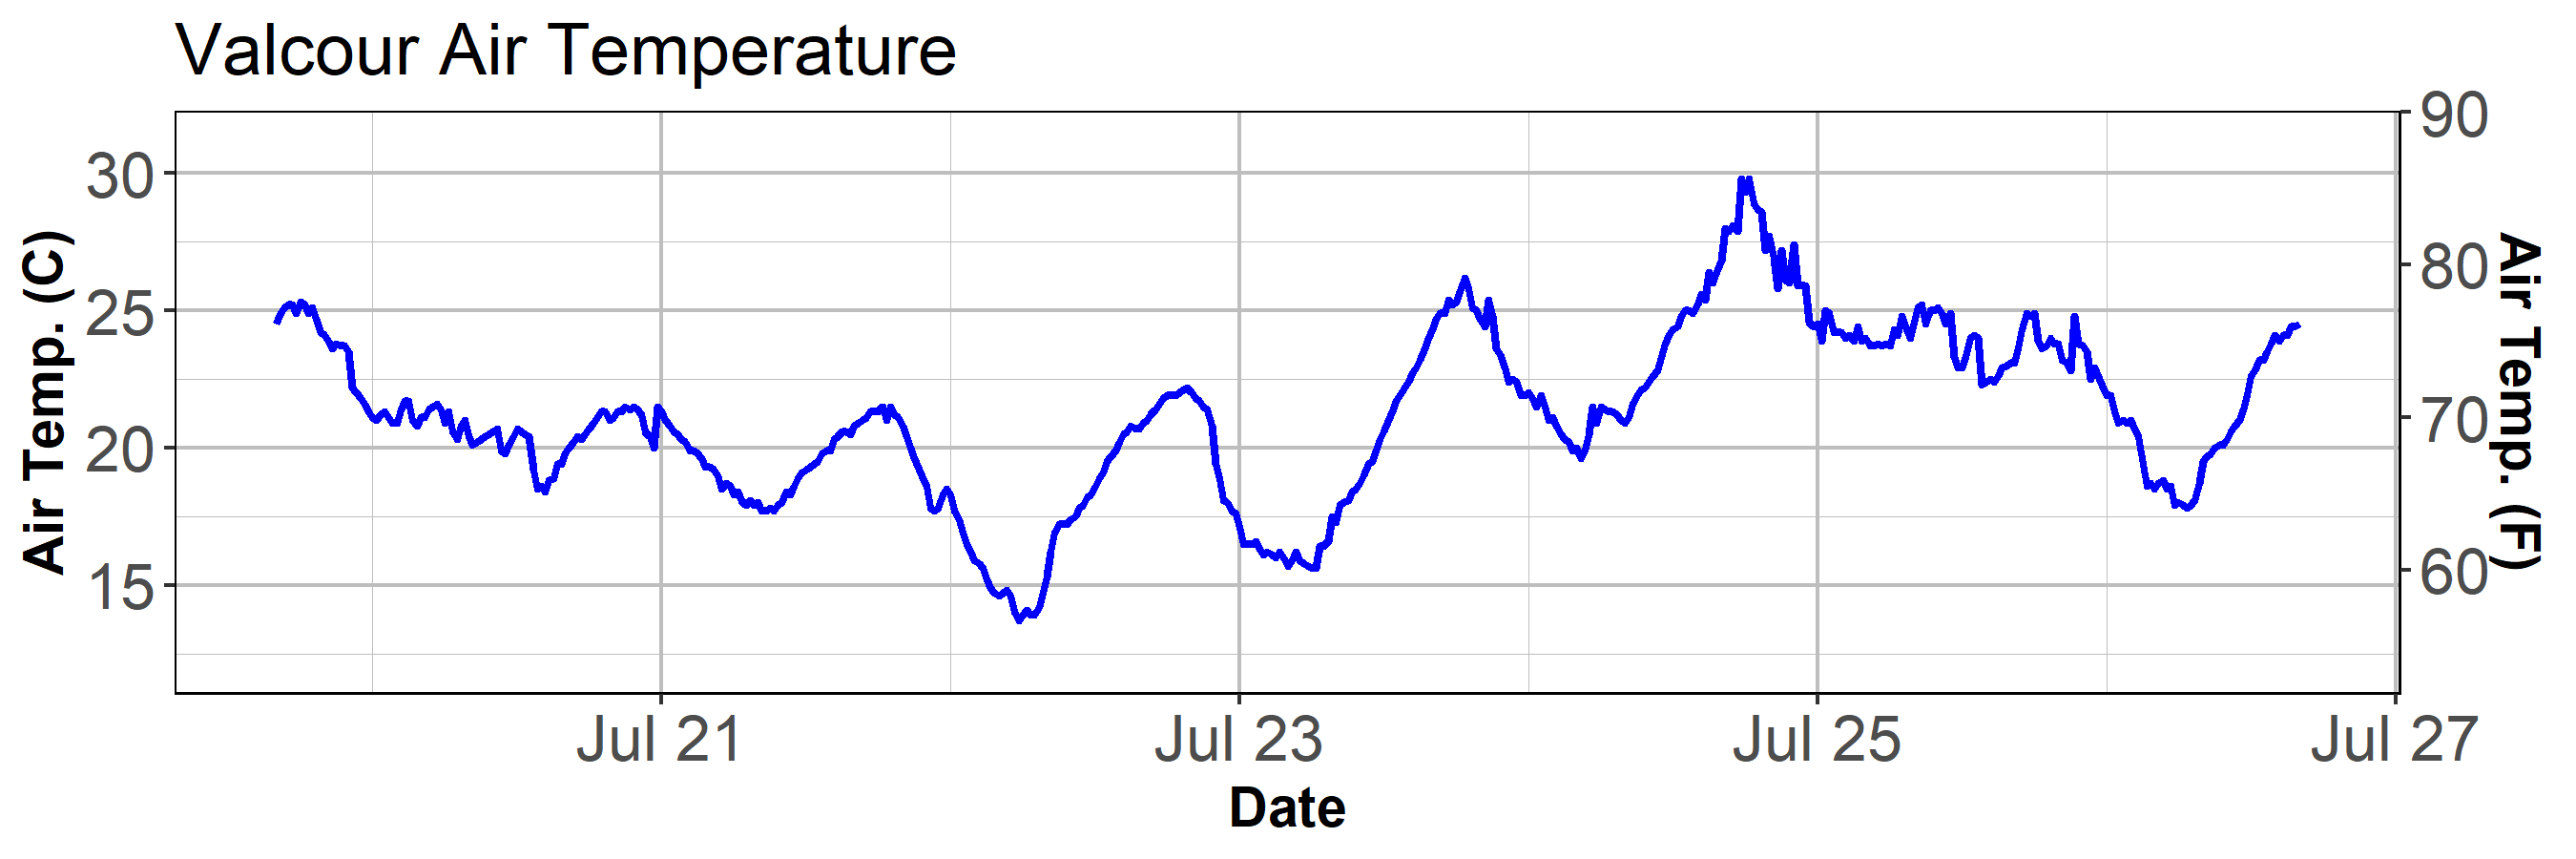 Valcour Air Temperature
Air Temp. (C)
30
25
20
15
90
80
70
60
Air Temp. (F)
Jul 21
Jul 23
Jul 25
Jul 27
Date